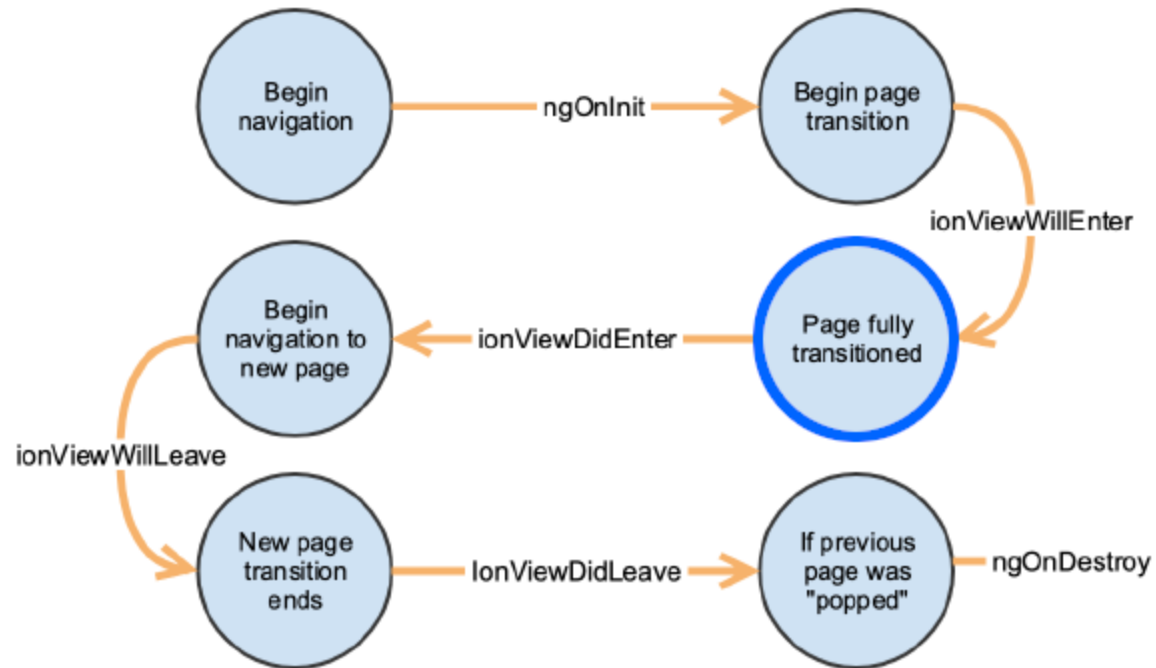 Begin
navigation
ngOnInit
Begin page
transition
ionViewWillEnter
Page fully
transitioned
ionViewDidEnter
Begin
navigation to
new page
ionViewWillLeave
New page
transition
ends
IonViewDidLeave
If previous
page was
"popped"
ngOnDestroy